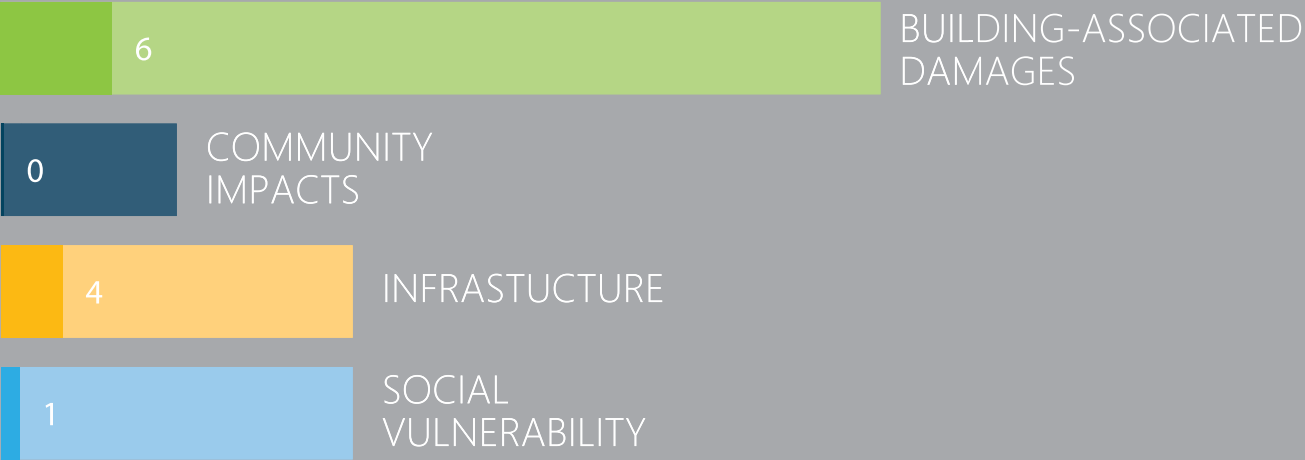 6
BUILDING-ASSOCIATED
DAMAGES
0
COMMUNITY
IMPACTS
4
INFRASTUCTURE
1
SOCIAL
VULNERABILITY